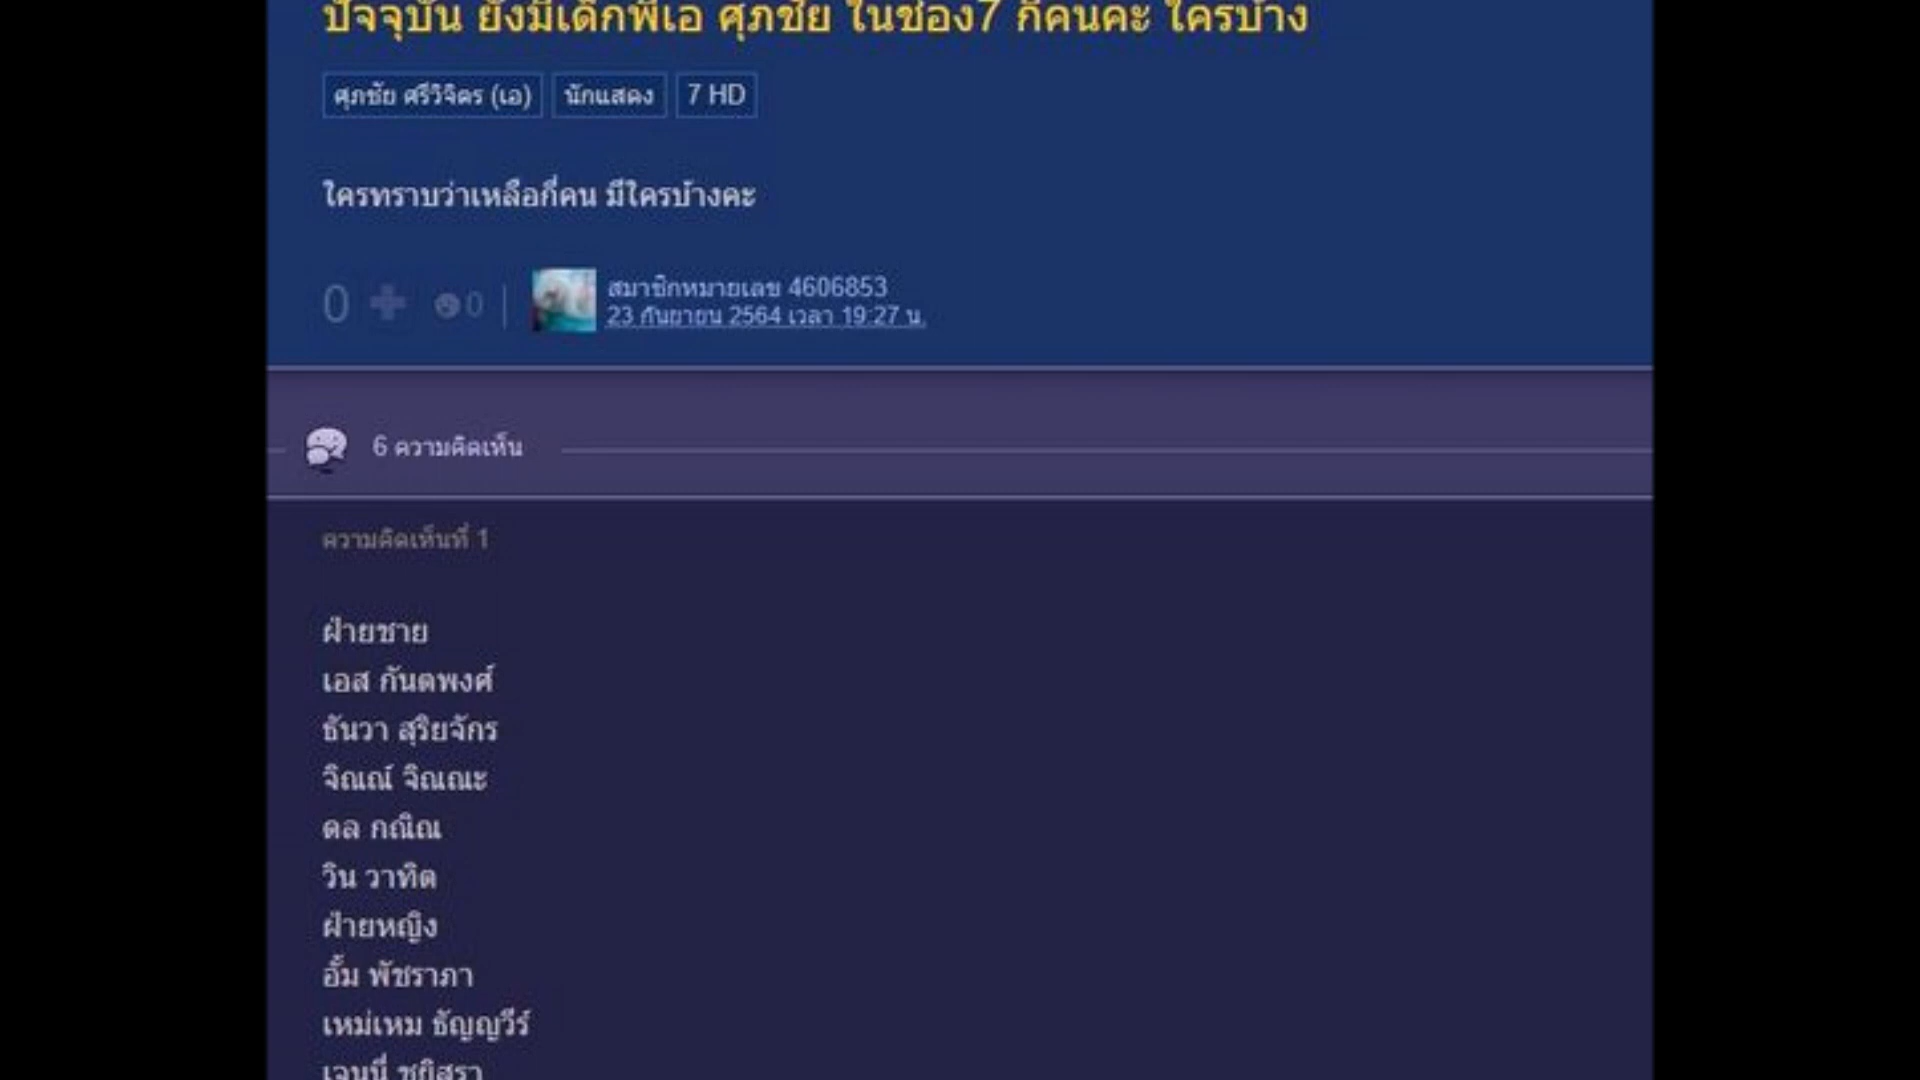 ปัจจุบัน ยังมีเด็กพี่เอ ศุภชัย ในช่อง7 กี่คนคะ ใครบ้าง
ศุภชัย ศรีวิจิตร (เอ) นักแสดง 7 HD
ใครทราบว่าเหลือกี่คน มีใครบ้างคะ
0 0 สมาชิกหมายเลข 4606853
23 กันยายน 2564 เวลา 19:27 น.
6 ความคิดเห็น
ความคิดเห็นที่ 1
ฝ่ายชาย
เอส กันตพงศ์
ธันวา สุริยจักร
จิณณ์ จิณณะ
ดล กณิณ
วิน วาทิต
ฝ่ายหญิง
อั้ม พัชราภา
เหม่เหม ธัญญวีร์
เจนนี่ ชยิสรา